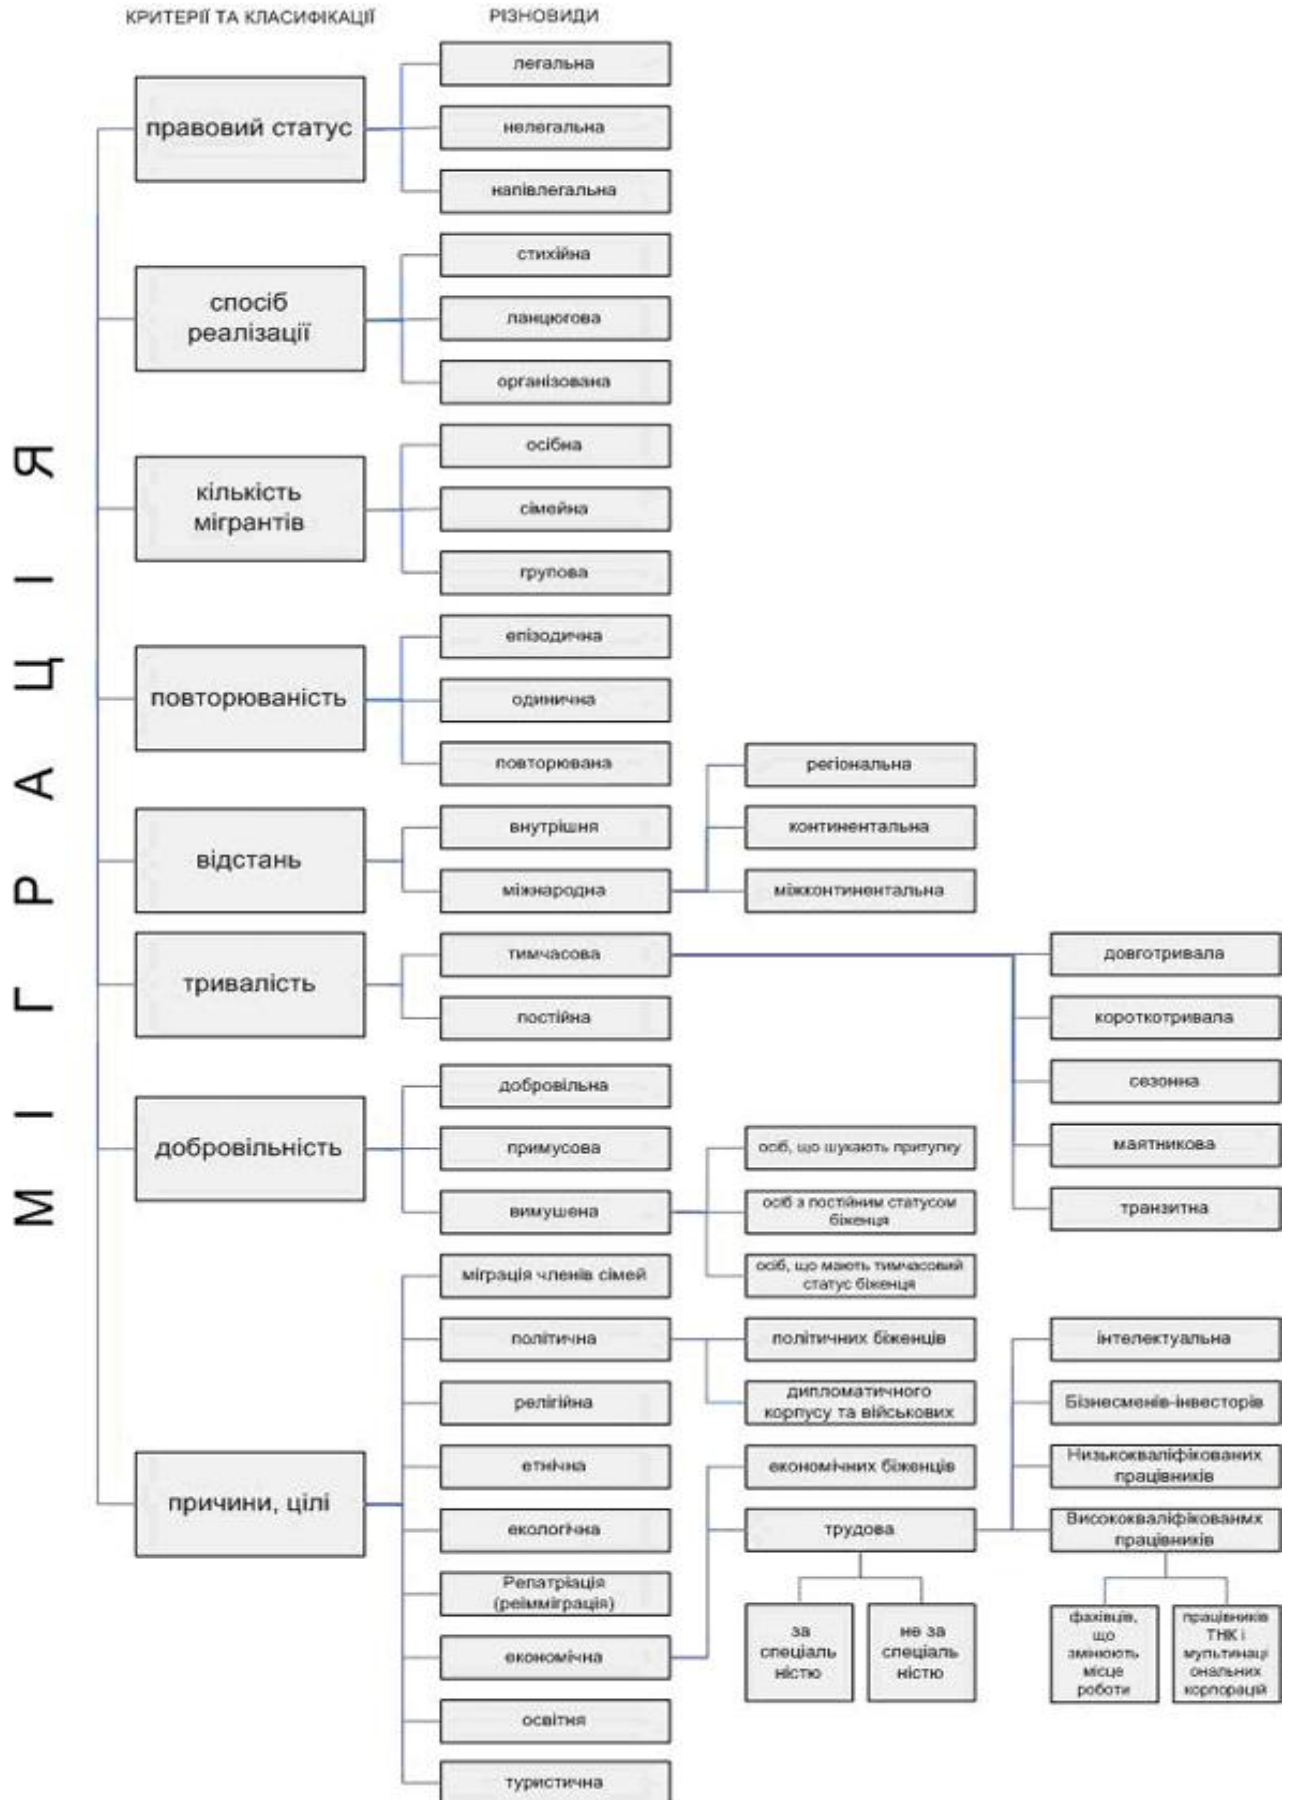 КРИТЕРІЇ ТА КЛАСИФІКАЦІЇ
РІЗНОВИДИ
МІГРАЦІЯ
правовий статус
легальна
нелегальна
напівлегальна
спосіб
реалізації
стихійна
ланцюгова
організована
кількість
мігрантів
осібна
сімейна
групова
повторюваність
епізодична
одинична
повторювана
відстань
внутрішня
міжнародна
регіональна
континентальна
міжконтинентальна
тривалість
тимчасова
постійна
довготривала
короткотривала
сезонна
маятникова
транзитна
добровільність
добровільна
примусова
вимушена
осіб, що шукають притулку
осіб з постійним статусом
біженця
осіб, що мають тимчасовий
статус біженця
причини, цілі
міграція членів сімей
політична
політичних біженців
дипломатичного
корпусу та військових
релігійна
етнічна
екологічна
Репатріація
(реімміграція)
економічна
економічних біженців
трудова
за
спеціаль
ністю
не за
спеціаль
ністю
інтелектуальна
Бізнесменів-інвесторів
Низькокваліфікованих
працівників
Висококваліфікованмх
працівників
фахівців,
що
змінюють
місце
роботи
працівників
ТНК і
мультинаці
ональних
корпорацій
освітня
туристична